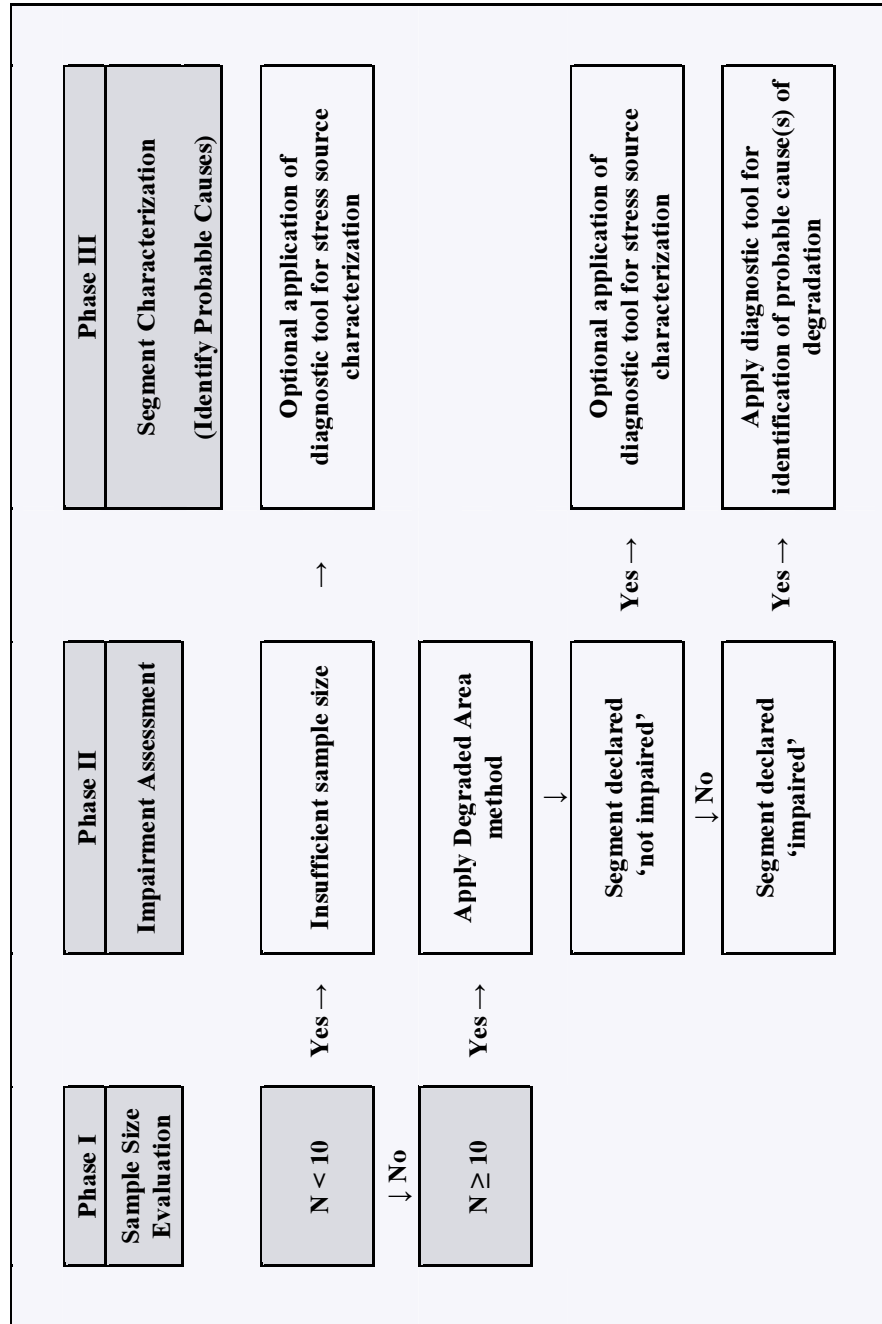 Phase I
Sample Size
Evaluation
Phase II
Impairment Assessment
Phase III
Segment Characterization
(Identify Probable Causes)
N < 10
Yes →
Insufficient sample size
→
Optional application of
diagnostic tool for stress source
characterization
↓ No
N ≥ 10
Yes →
Apply Degraded Area
method
↓
Segment declared
‘not impaired’
Yes →
Optional application of
diagnostic tool for stress source
characterization
↓ No
Segment declared
‘impaired’
Yes →
Apply diagnostic tool for
identification of probable cause(s) of
degradation